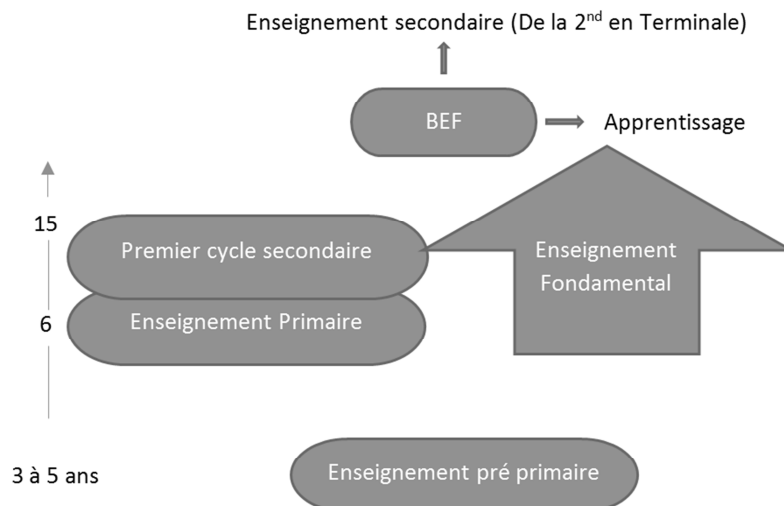 Enseignement secondaire (De la 2nd en Terminale)
BEF
Apprentissage
15
Premier cycle secondaire
Enseignement
Fondamental
6
Enseignement Primaire
3 à 5 ans
Enseignement pré primaire